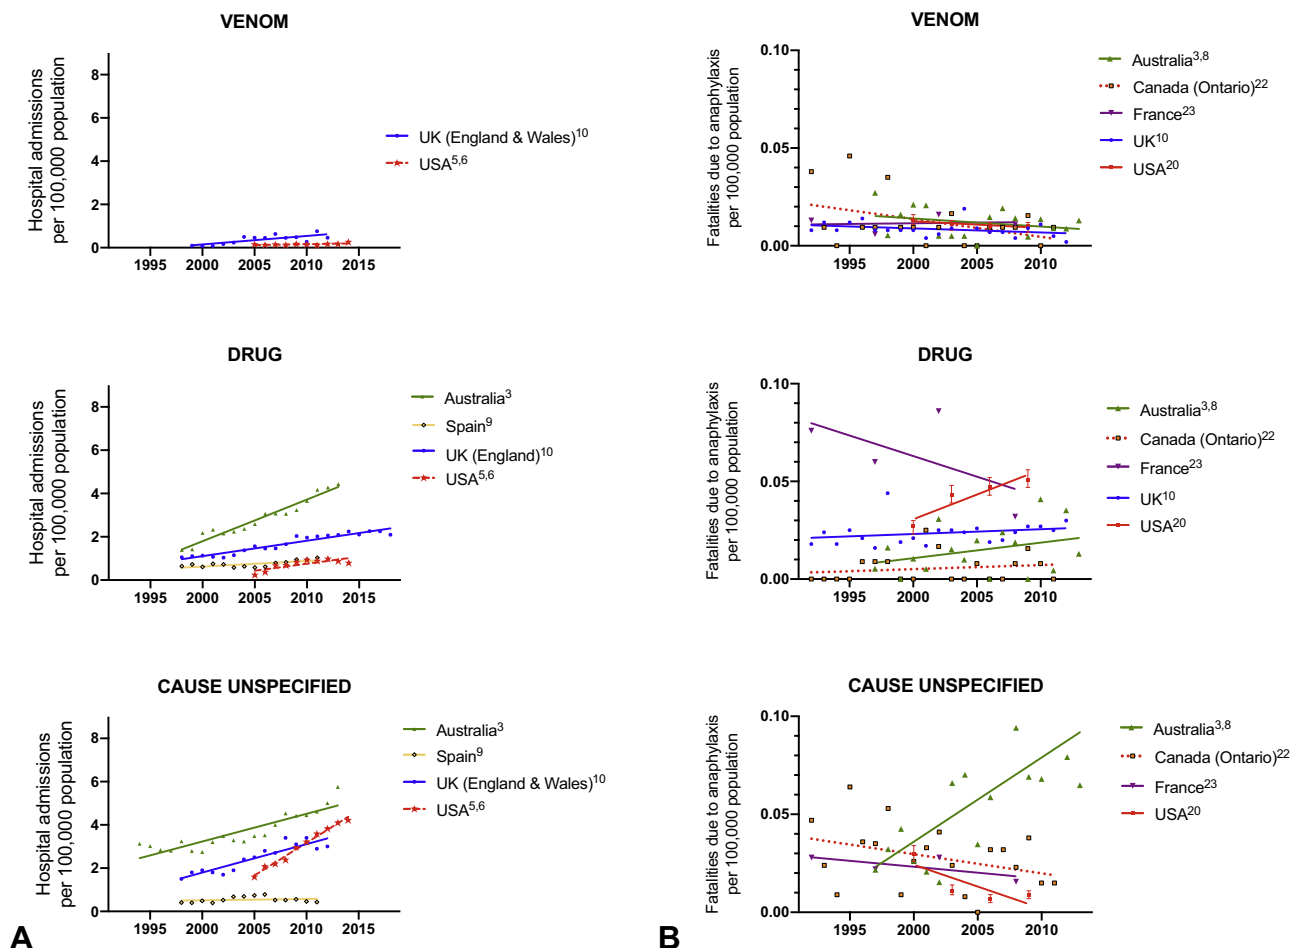 VENOM
Hospital admissions
per 100,000 population
8
6
4
2
0
1995 2000 2005 2010 2015
UK (England & Wales)10
USA5,6
DRUG
Hospital admissions
per 100,000 population
8
6
4
2
0
1995 2000 2005 2010 2015
Australia3
Spain9
UK (England)10
USA5,6
CAUSE UNSPECIFIED
Hospital admissions
per 100,000 population
8
6
4
2
0
1995 2000 2005 2010 2015
Australia3
Spain9
UK (England & Wales)10
USA5,6
A
VENOM
Fatalities due to anaphylaxis
per 100,000 population
0.10
0.05
0.00
1995 2000 2005 2010
Australia3,8
Canada (Ontario)22
France23
UK10
USA20
DRUG
Fatalities due to anaphylaxis
per 100,000 population
0.10
0.05
0.00
1995 2000 2005 2010
Australia3,8
Canada (Ontario)22
France23
UK10
USA20
CAUSE UNSPECIFIED
Fatalities due to anaphylaxis
per 100,000 population
0.10
0.05
0.00
1995 2000 2005 2010
Australia3,8
Canada (Ontario)22
France23
USA20
B